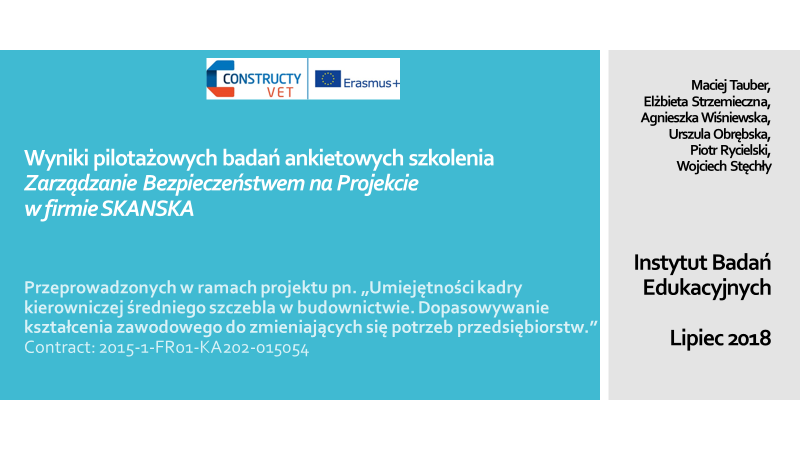 CONSTRUCTY
VET
Erasmus+
Wyniki pilotażowych badań ankietowych szkolenia
Zarządzanie Bezpieczeństwem na Projekcie
w firmie SKANSKA
Przeprowadzonych w ramach projektu pn. „Umiejętności kadry
kierowniczej średniego szczebla w budownictwie. Dopasowywanie
kształcenia zawodowego do zmieniających się potrzeb przedsiębiorstw.”
Contract: 2015-1-FR01-KA202-015054
Maciej Tauber,
Elżbieta Strzemieczna,
Agnieszka Wiśniewska,
Urszula Obrębska,
Piotr Rycielski,
Wojciech Stęchły
Instytut Badań
Edukacyjnych
Lipiec 2018